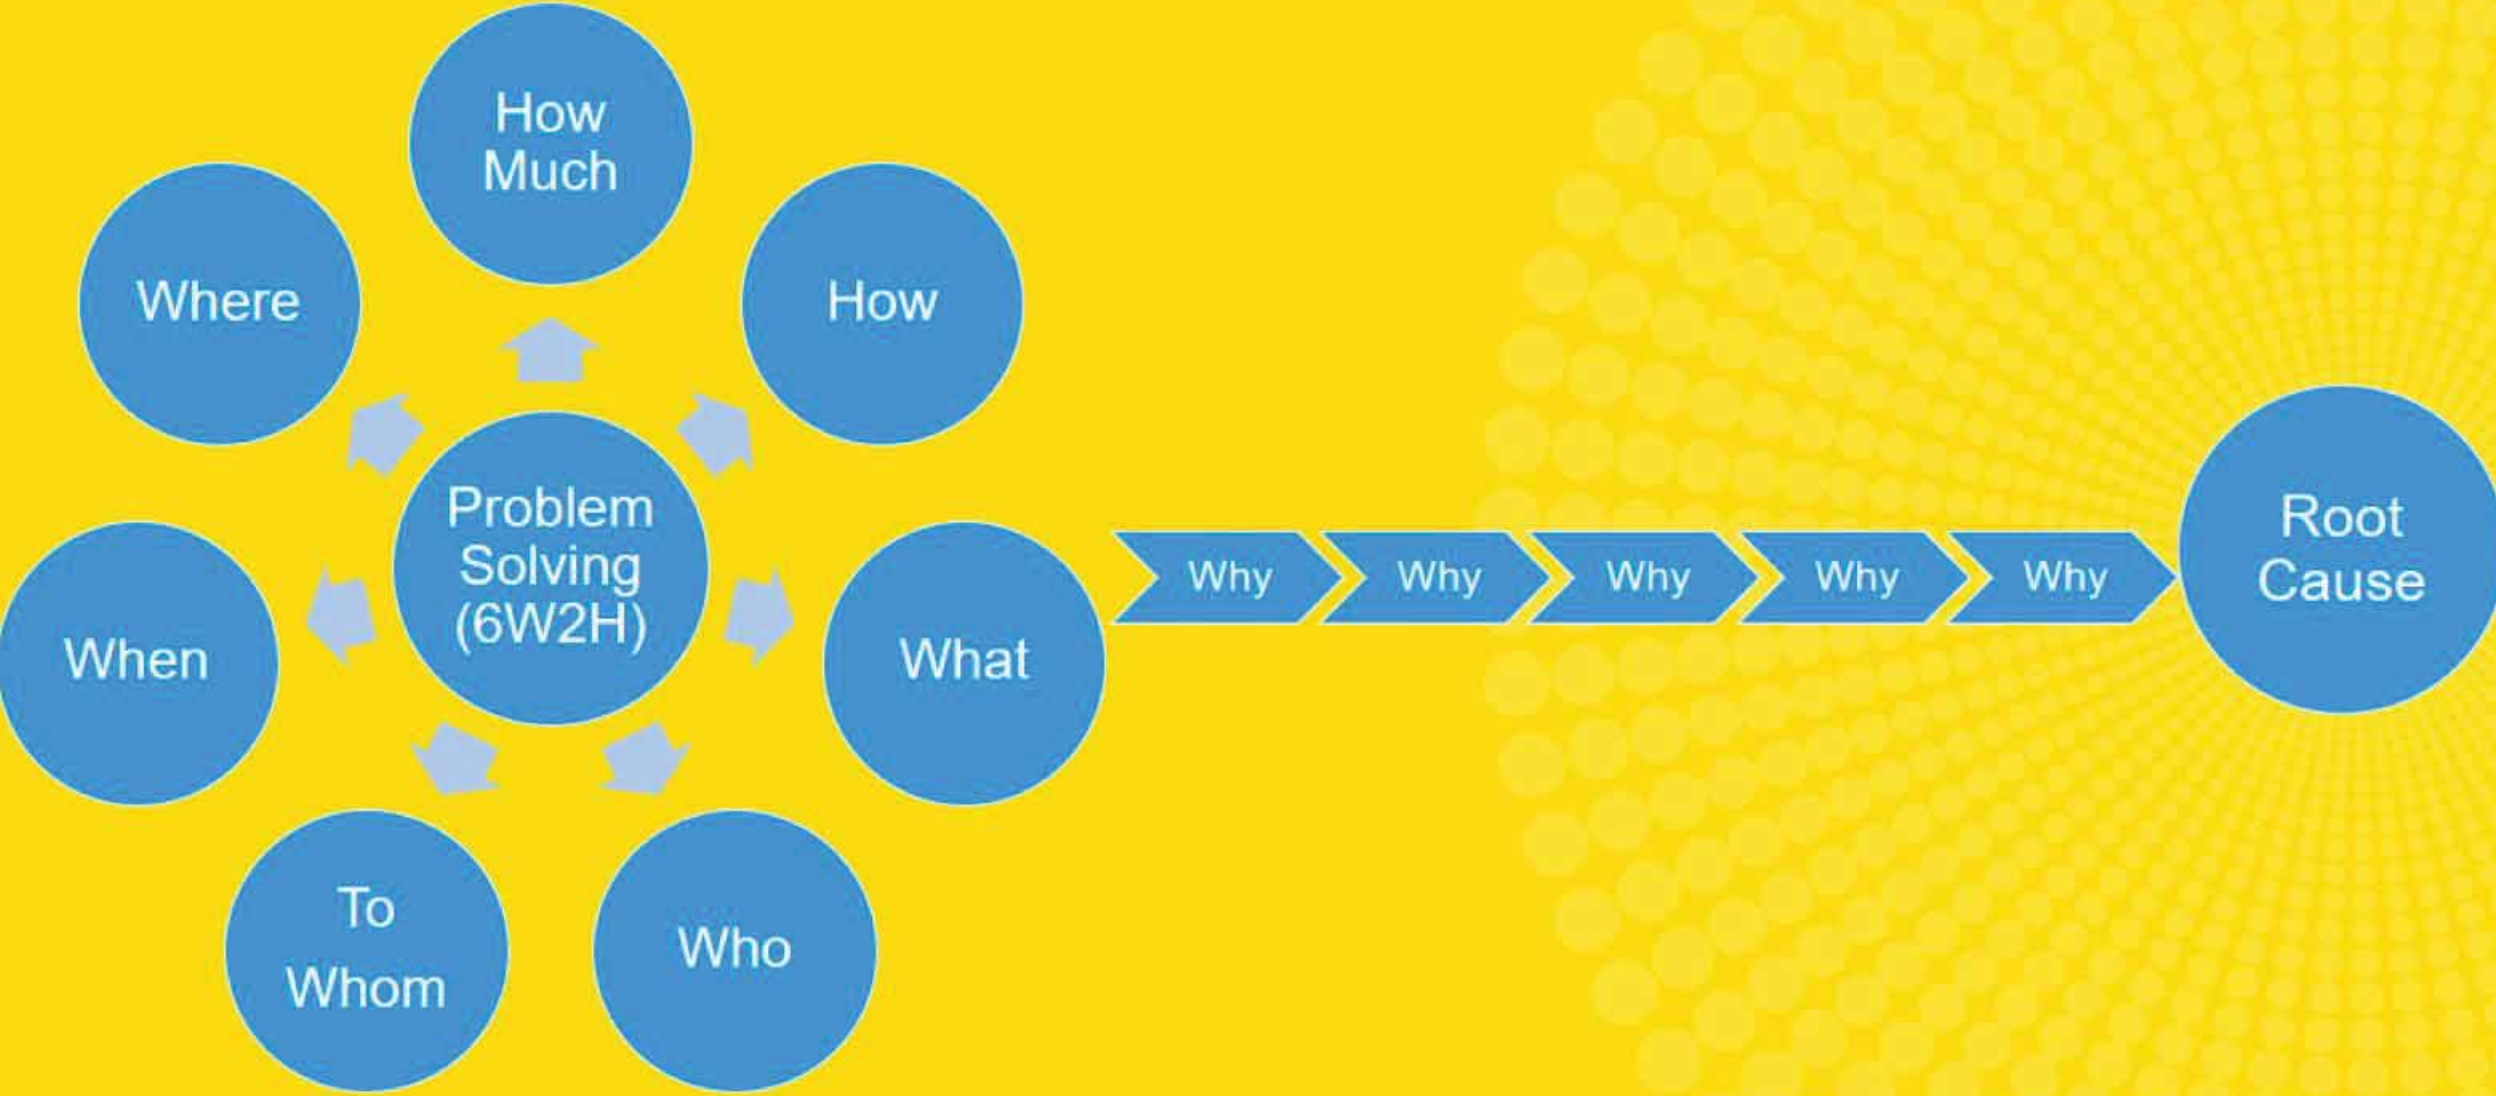 How
Much
Where
How
Problem
Solving
(6W2H)
When
What
To
Whom
Who
Why
Why
Why
Why
Why
Root
Cause